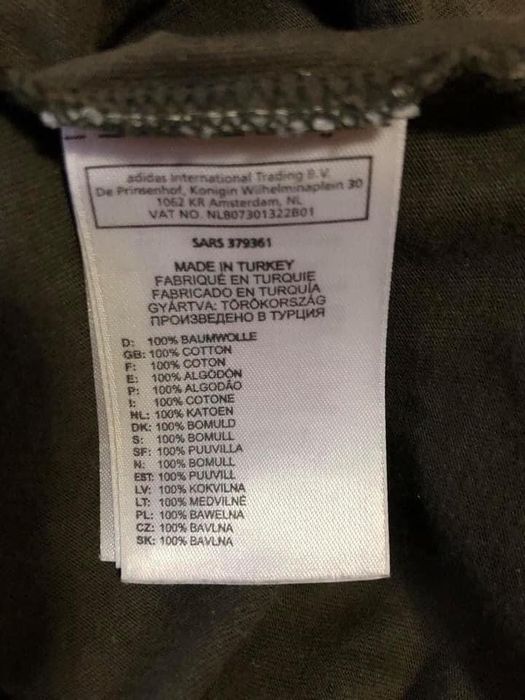 adidas International Trading B.V.
De Prinsenhof, Konigin Wilhelminaplein 30
1062 KR Amsterdam, NL
VAT NO. NL807301322B01
SARS 379361
MADE IN TURKEY
FABRIQUÉ EN TURQUIE
FABRICADO EN TURQUÍA
GYÁRTVA: TÖRÖKORSZÁG
ПРОИЗВЕДЕНО В ТУРЦИЯ
D: 100% BAUMWOLLE
GB: 100% COTTON
F: 100% COTON
E: 100% ALGODÓN
P: 100% ALGODÃO
I: 100% COTONE
NL: 100% KATOEN
DK: 100% BOMULD
S: 100% BOMULL
SF: 100% PUUVILLA
N: 100% BOMULL
EST: 100% PUUVILL
LV: 100% KOKVILNA
LT: 100% MEDVILNĖ
PL: 100% BAWEŁNA
CZ: 100% BAVLNA
SK: 100% BAVLNA